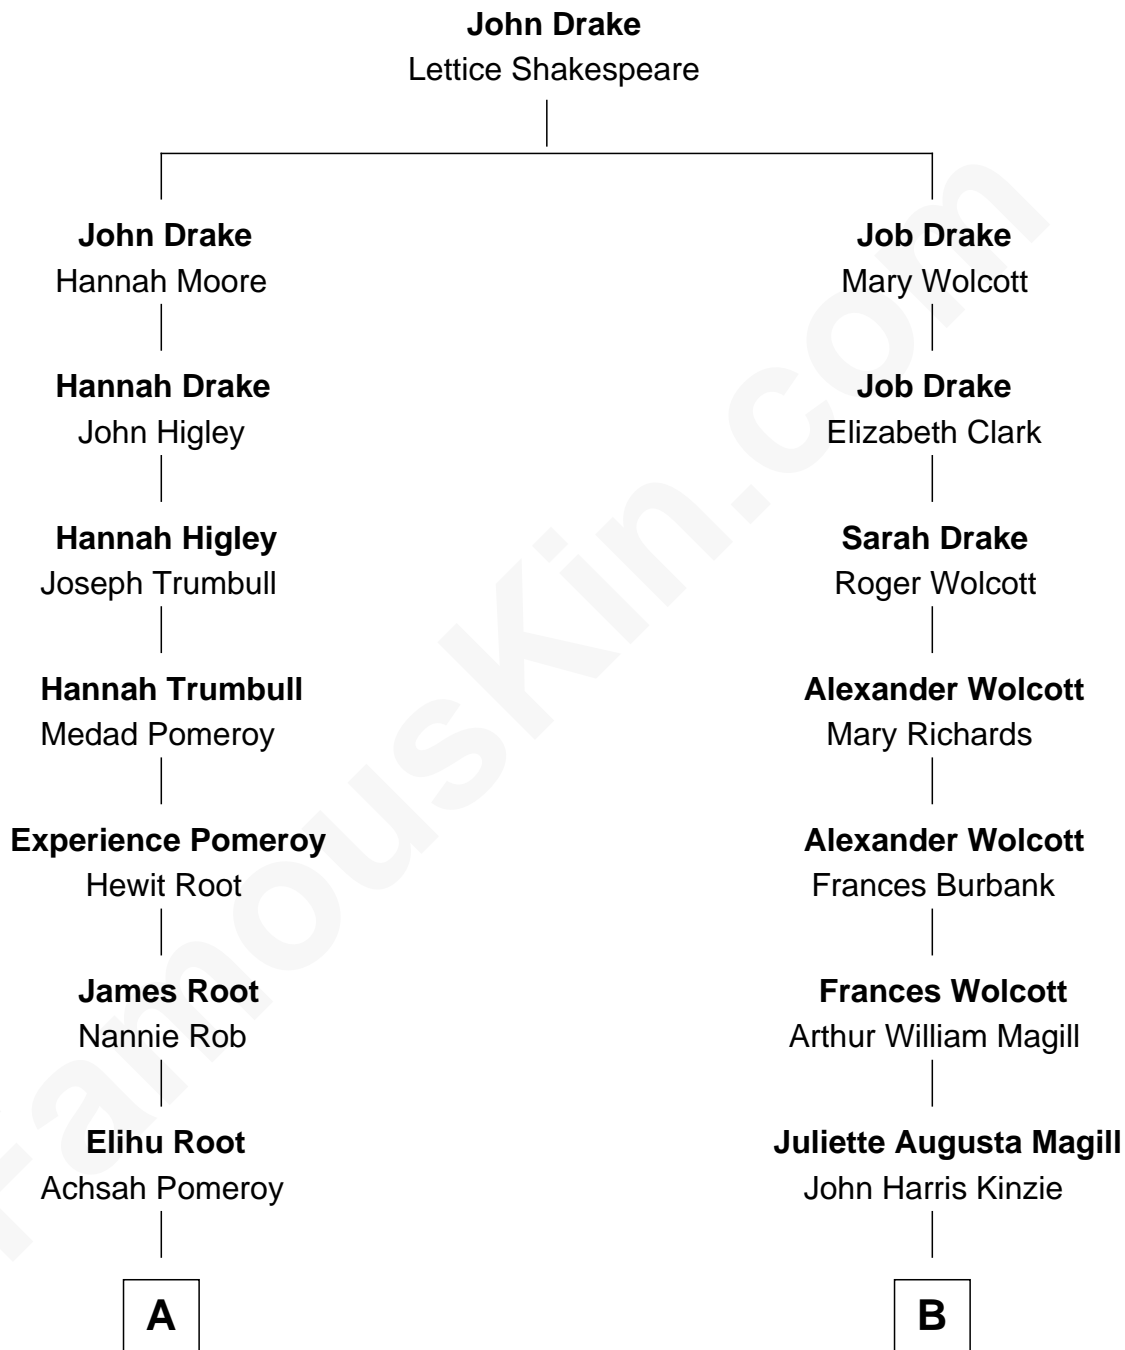 John Drake
Lettice Shakespeare
John Drake
Hannah Moore
Hannah Drake
John Higley
Hannah Higley
Joseph Trumbull
Hannah Trumbull
Medad Pomeroy
Experience Pomeroy
Hewit Root
James Root
Nannie Rob
Elihu Root
Achsah Pomeroy
A
Job Drake
Mary Wolcott
Job Drake
Elizabeth Clark
Sarah Drake
Roger Wolcott
Alexander Wolcott
Mary Richards
Alexander Wolcott
Frances Burbank
Frances Wolcott
Arthur William Magill
Juliette Augusta Magill
John Harris Kinzie
B
FamousKin.com